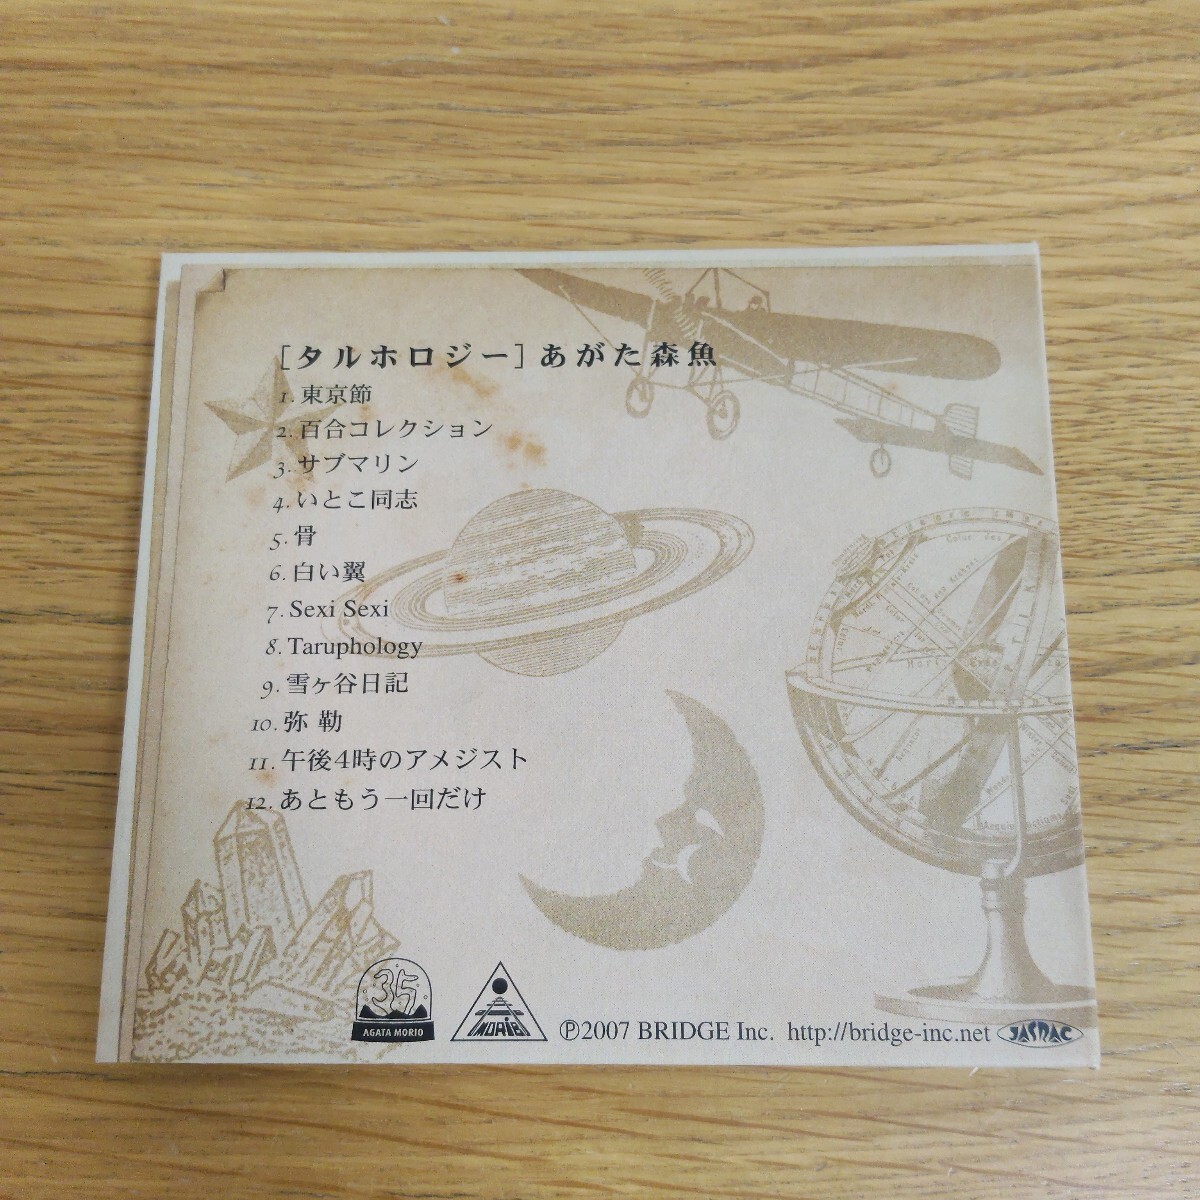 [タルホロジー] あがた森魚
1. 東京節
2. 百合コレクション
3. サブマリン
4. いとこ同志
5. 骨
6. 白い翼
7. Sexi Sexi
8. Taruphology
9. 雪ヶ谷日記
10. 弥 勒
11. 午後4時のアメジスト
12. あともう一回だけ
35
AGATA MORIO
MORIE
℗2007 BRIDGE Inc. http://bridge-inc.net
JASRAC